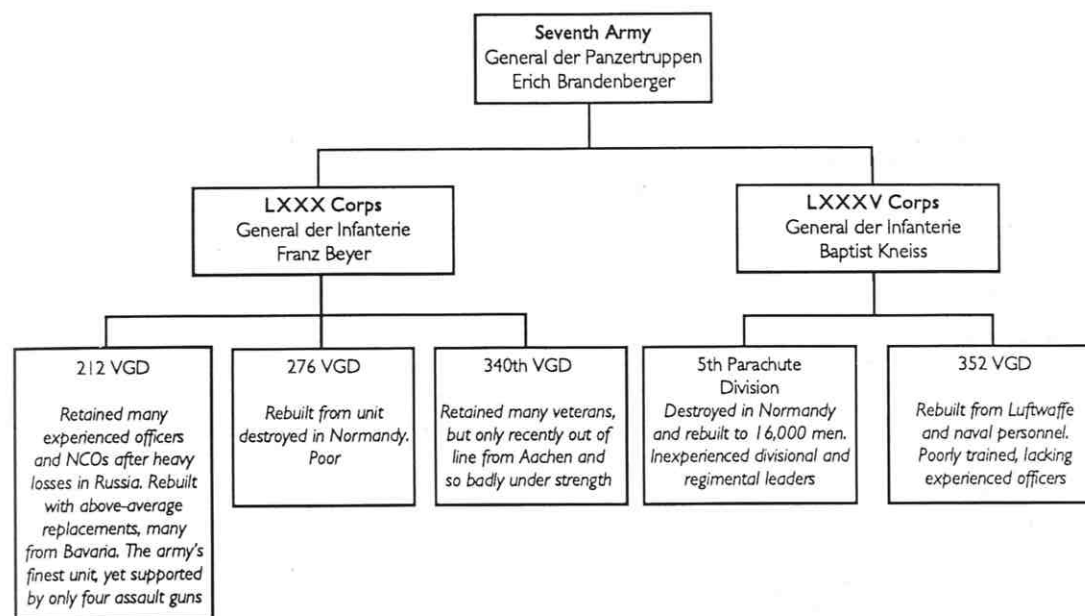 Seventh Army
General der Panzertruppen
Erich Brandenberger
LXXX Corps
General der Infanterie
Franz Beyer
LXXXV Corps
General der Infanterie
Baptist Kneiss
212 VGD
Retained many
experienced officers
and NCOs after heavy
losses in Russia. Rebuilt
with above-average
replacements, many
from Bavaria. The army's
finest unit, yet supported
by only four assault guns
276 VGD
Rebuilt from unit
destroyed in Normandy.
Poor
340th VGD
Retained many veterans,
but only recently out of
line from Aachen and
so badly under strength
5th Parachute
Division
Destroyed in Normandy
and rebuilt to 16,000 men.
Inexperienced divisional and
regimental leaders
352 VGD
Rebuilt from Luftwaffe
and naval personnel.
Poorly trained, lacking
experienced officers